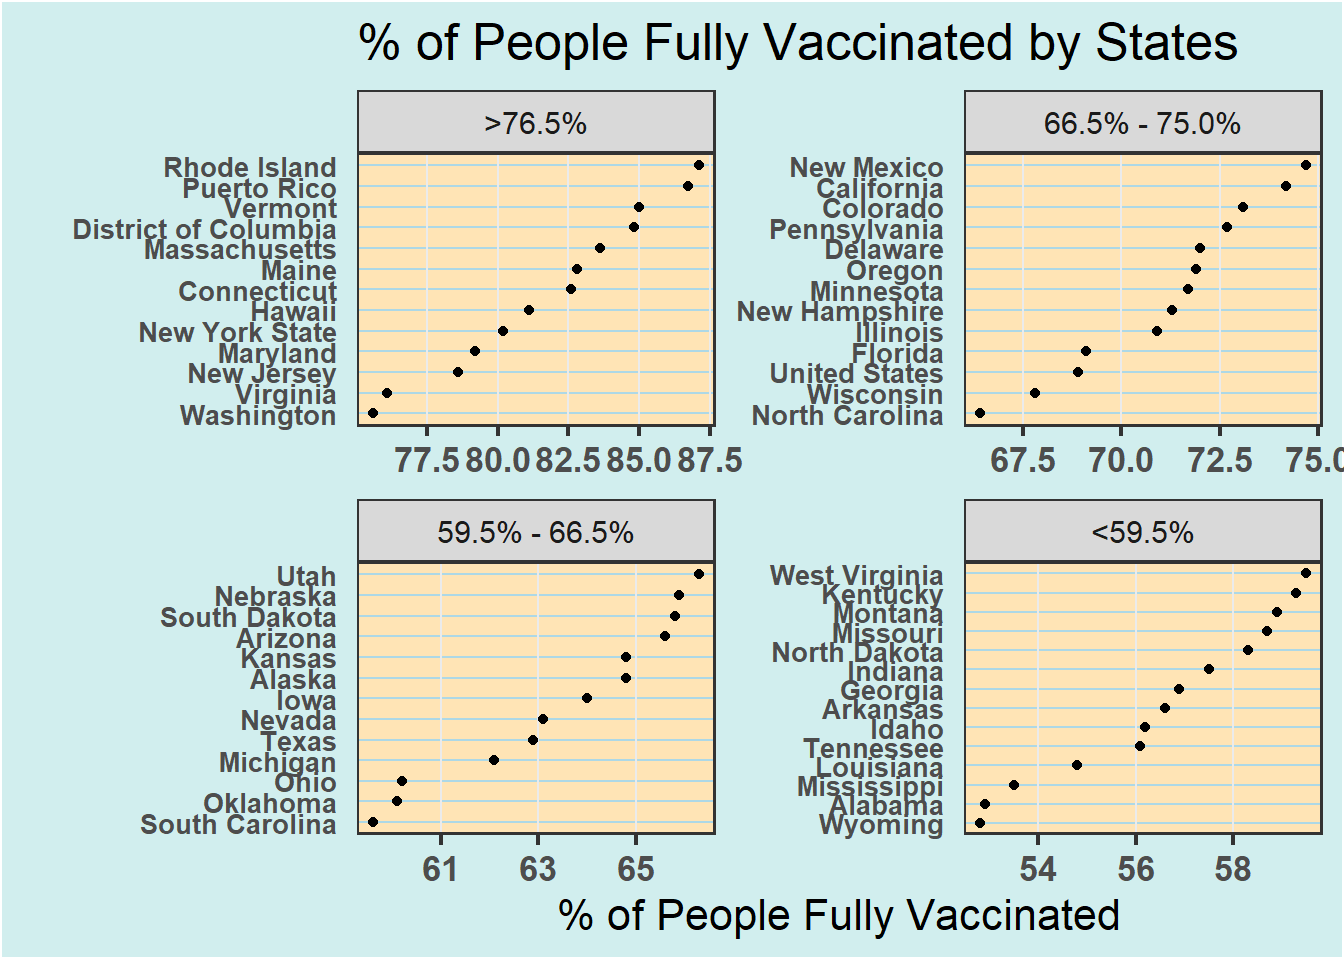 % of People Fully Vaccinated by States
>76.5%
Rhode Island
Puerto Rico
Vermont
District of Columbia
Massachusetts
Maine
Connecticut
Hawaii
New York State
Maryland
New Jersey
Virginia
Washington
77.5 80.0 82.5 85.0 87.5
66.5% - 75.0%
New Mexico
California
Colorado
Pennsylvania
Delaware
Oregon
Minnesota
New Hampshire
Illinois
Florida
United States
Wisconsin
North Carolina
67.5 70.0 72.5 75.0
59.5% - 66.5%
Utah
Nebraska
South Dakota
Arizona
Kansas
Alaska
Iowa
Nevada
Texas
Michigan
Ohio
Oklahoma
South Carolina
61 63 65
<59.5%
West Virginia
Kentucky
Montana
Missouri
North Dakota
Indiana
Georgia
Arkansas
Idaho
Tennessee
Louisiana
Mississippi
Alabama
Wyoming
54 56 58
% of People Fully Vaccinated